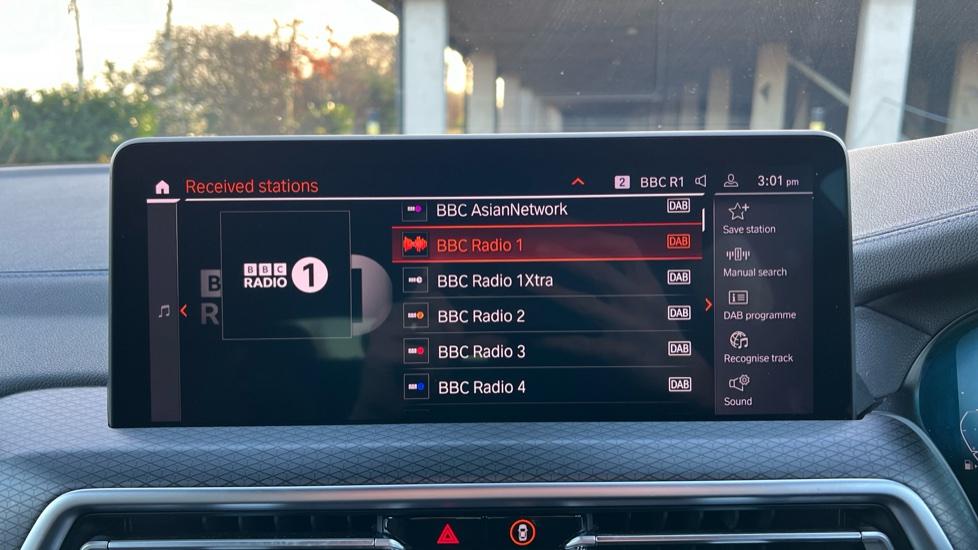 Received stations
2 BBC R1 3:01 pm
BBC RADIO 1
BBC AsianNetwork DAB
BBC Radio 1 DAB
BBC Radio 1Xtra DAB
BBC Radio 2 DAB
BBC Radio 3 DAB
BBC Radio 4 DAB
Save station
Manual search
DAB programme
Recognise track
Sound